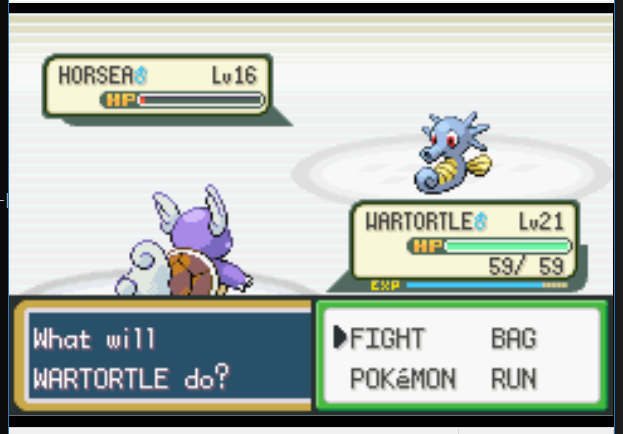 HORSEA♂ Lv16
HP
WARTORTLE♂ Lv21
HP
59/ 59
EXP
What will
WARTORTLE do?
FIGHT BAG
POKéMON RUN